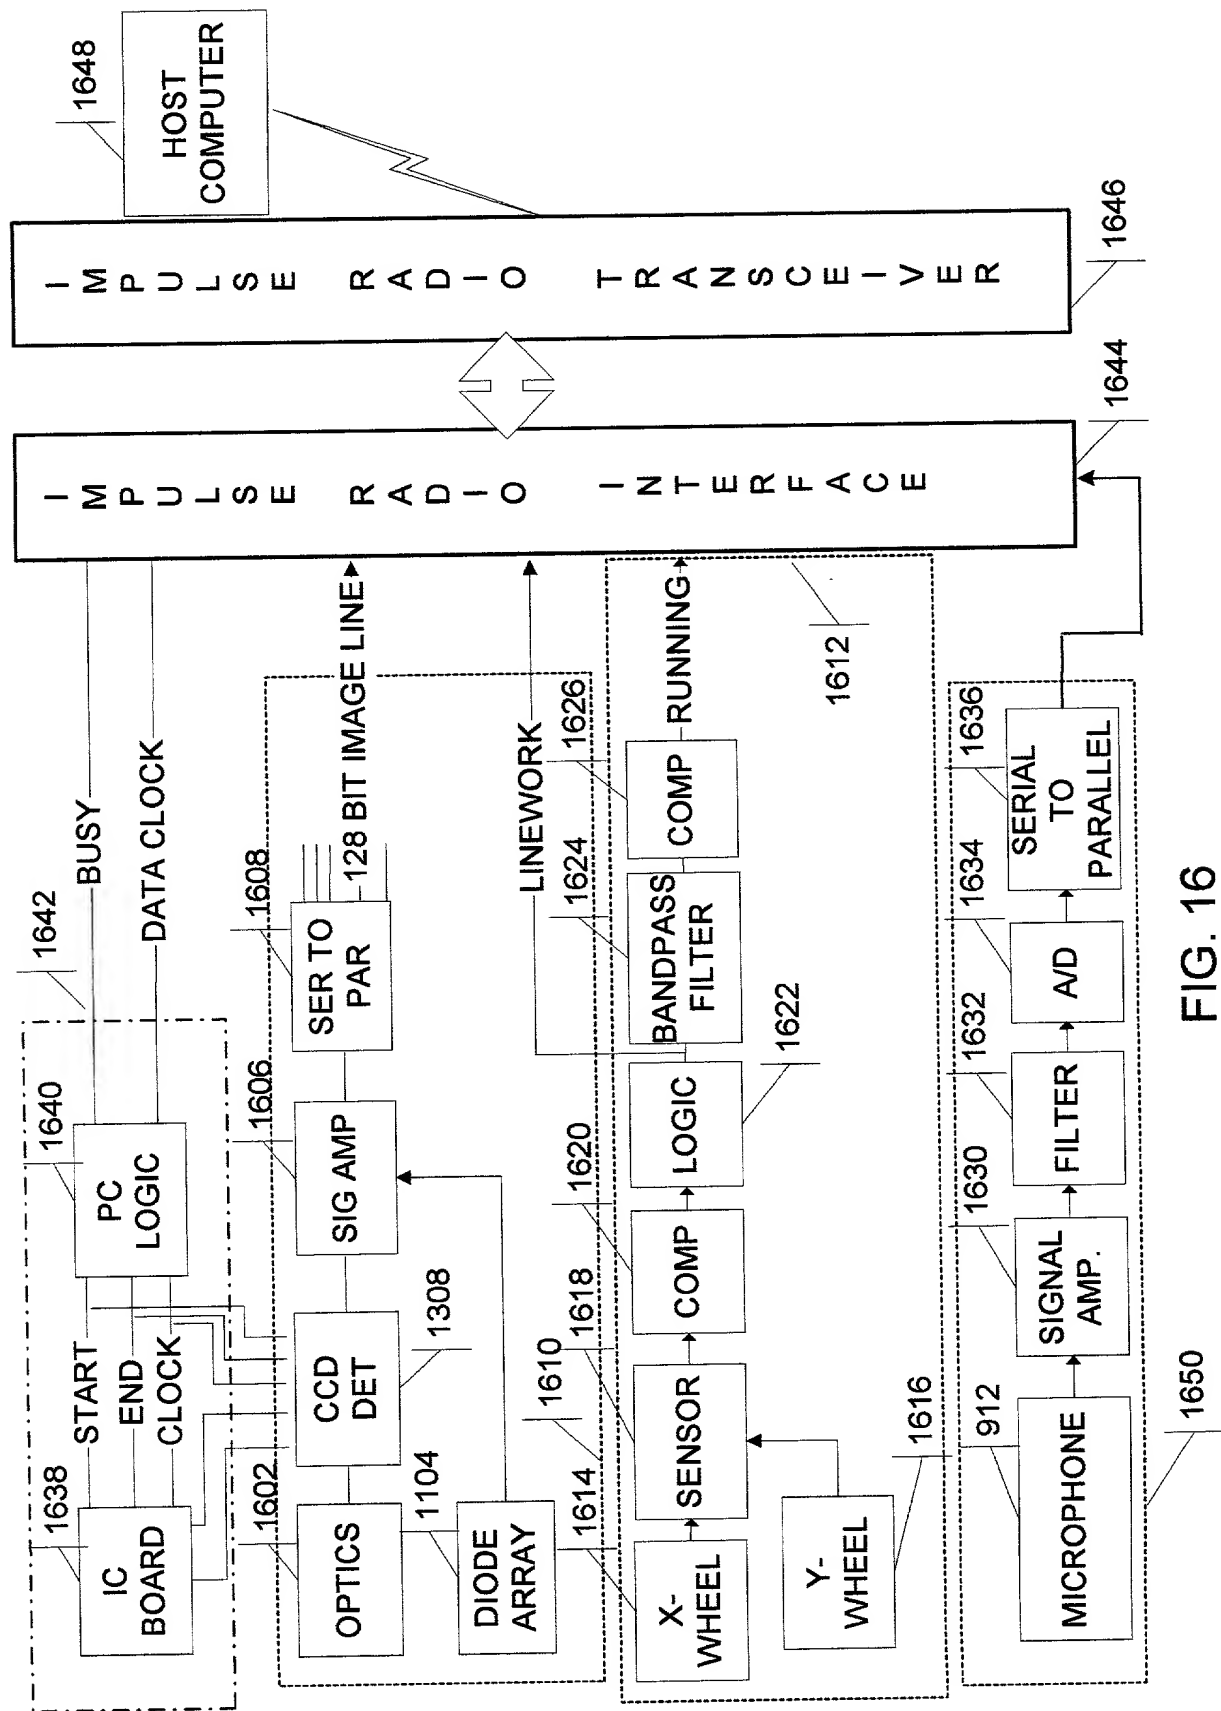 1638
IC
BOARD
START
END
CLOCK
1640
PC
LOGIC
1642
BUSY
DATA CLOCK
1602
OPTICS
1104
DIODE
ARRAY
CCD
DET
1308
1606
SIG AMP
1608
SER TO
PAR
128 BIT IMAGE LINE
1610
LINEWORK
1614
X-
WHEEL
Y-
WHEEL
1616
1618
SENSOR
1620
COMP
LOGIC
1622
1624
BANDPASS
FILTER
1626
COMP
RUNNING
1612
912
MICROPHONE
1650
1630
SIGNAL
AMP.
1632
FILTER
1634
A/D
1636
SERIAL
TO
PARALLEL
IMPULSE RADIO INTERFACE
1644
IMPULSE RADIO TRANSCEIVER
1646
1648
HOST
COMPUTER
FIG. 16